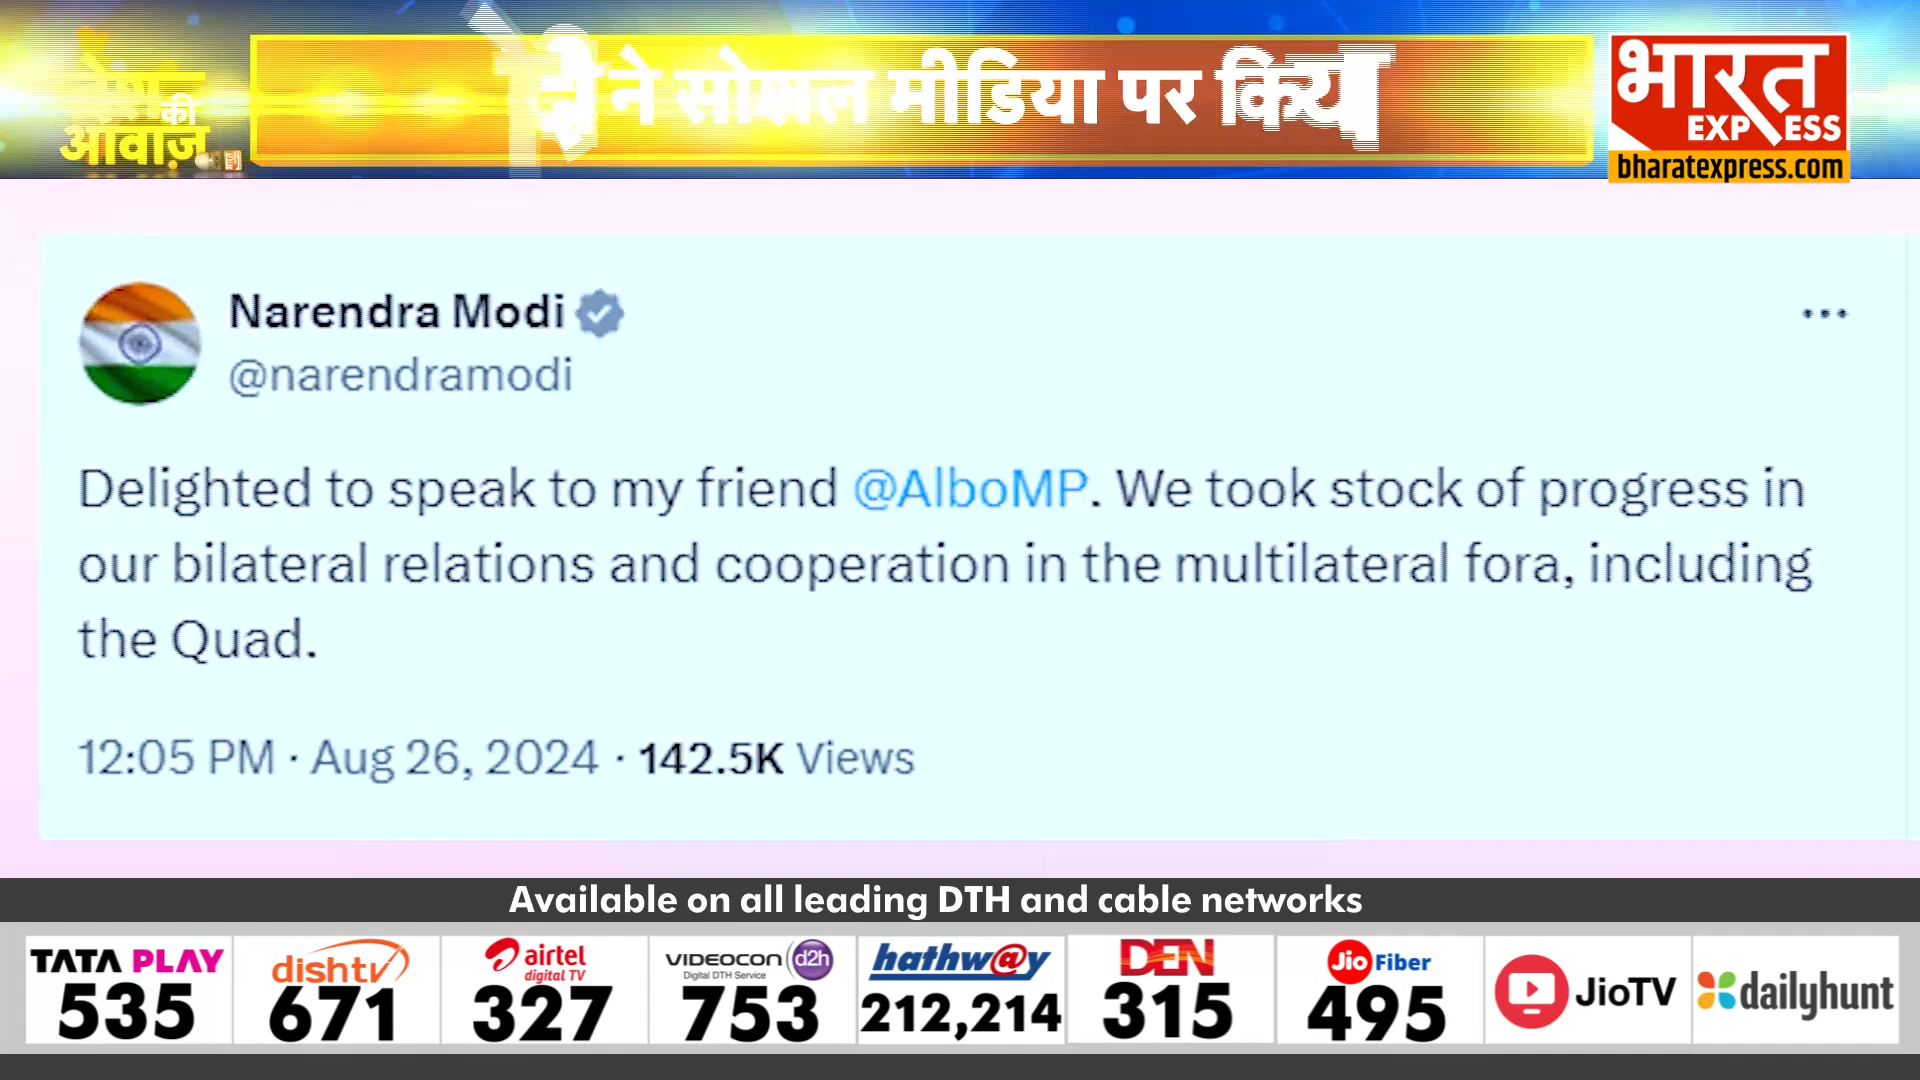 ने सोशल मीडिया पर किया
की
आवाज़
भारत
EXPRESS
bharatexpress.com
Narendra Modi
@narendramodi
...
Delighted to speak to my friend @AlboMP. We took stock of progress in
our bilateral relations and cooperation in the multilateral fora, including
the Quad.
12:05 PM · Aug 26, 2024 · 142.5K Views
Available on all leading DTH and cable networks
TATA PLAY
535
dishtv
671
airtel
digital TV
327
VIDEOCON d2h
Digital DTH Service
753
hathw@y
212,214
DEN
315
Jio Fiber
495
JioTV
dailyhunt